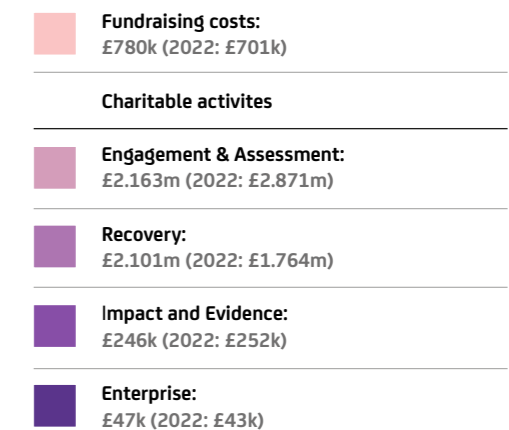 Fundraising costs:
£780k (2022: £701k)
Charitable activites
Engagement & Assessment:
£2.163m (2022: £2.871m)
Recovery:
£2.101m (2022: £1.764m)
Impact and Evidence:
£246k (2022: £252k)
Enterprise:
£47k (2022: £43k)